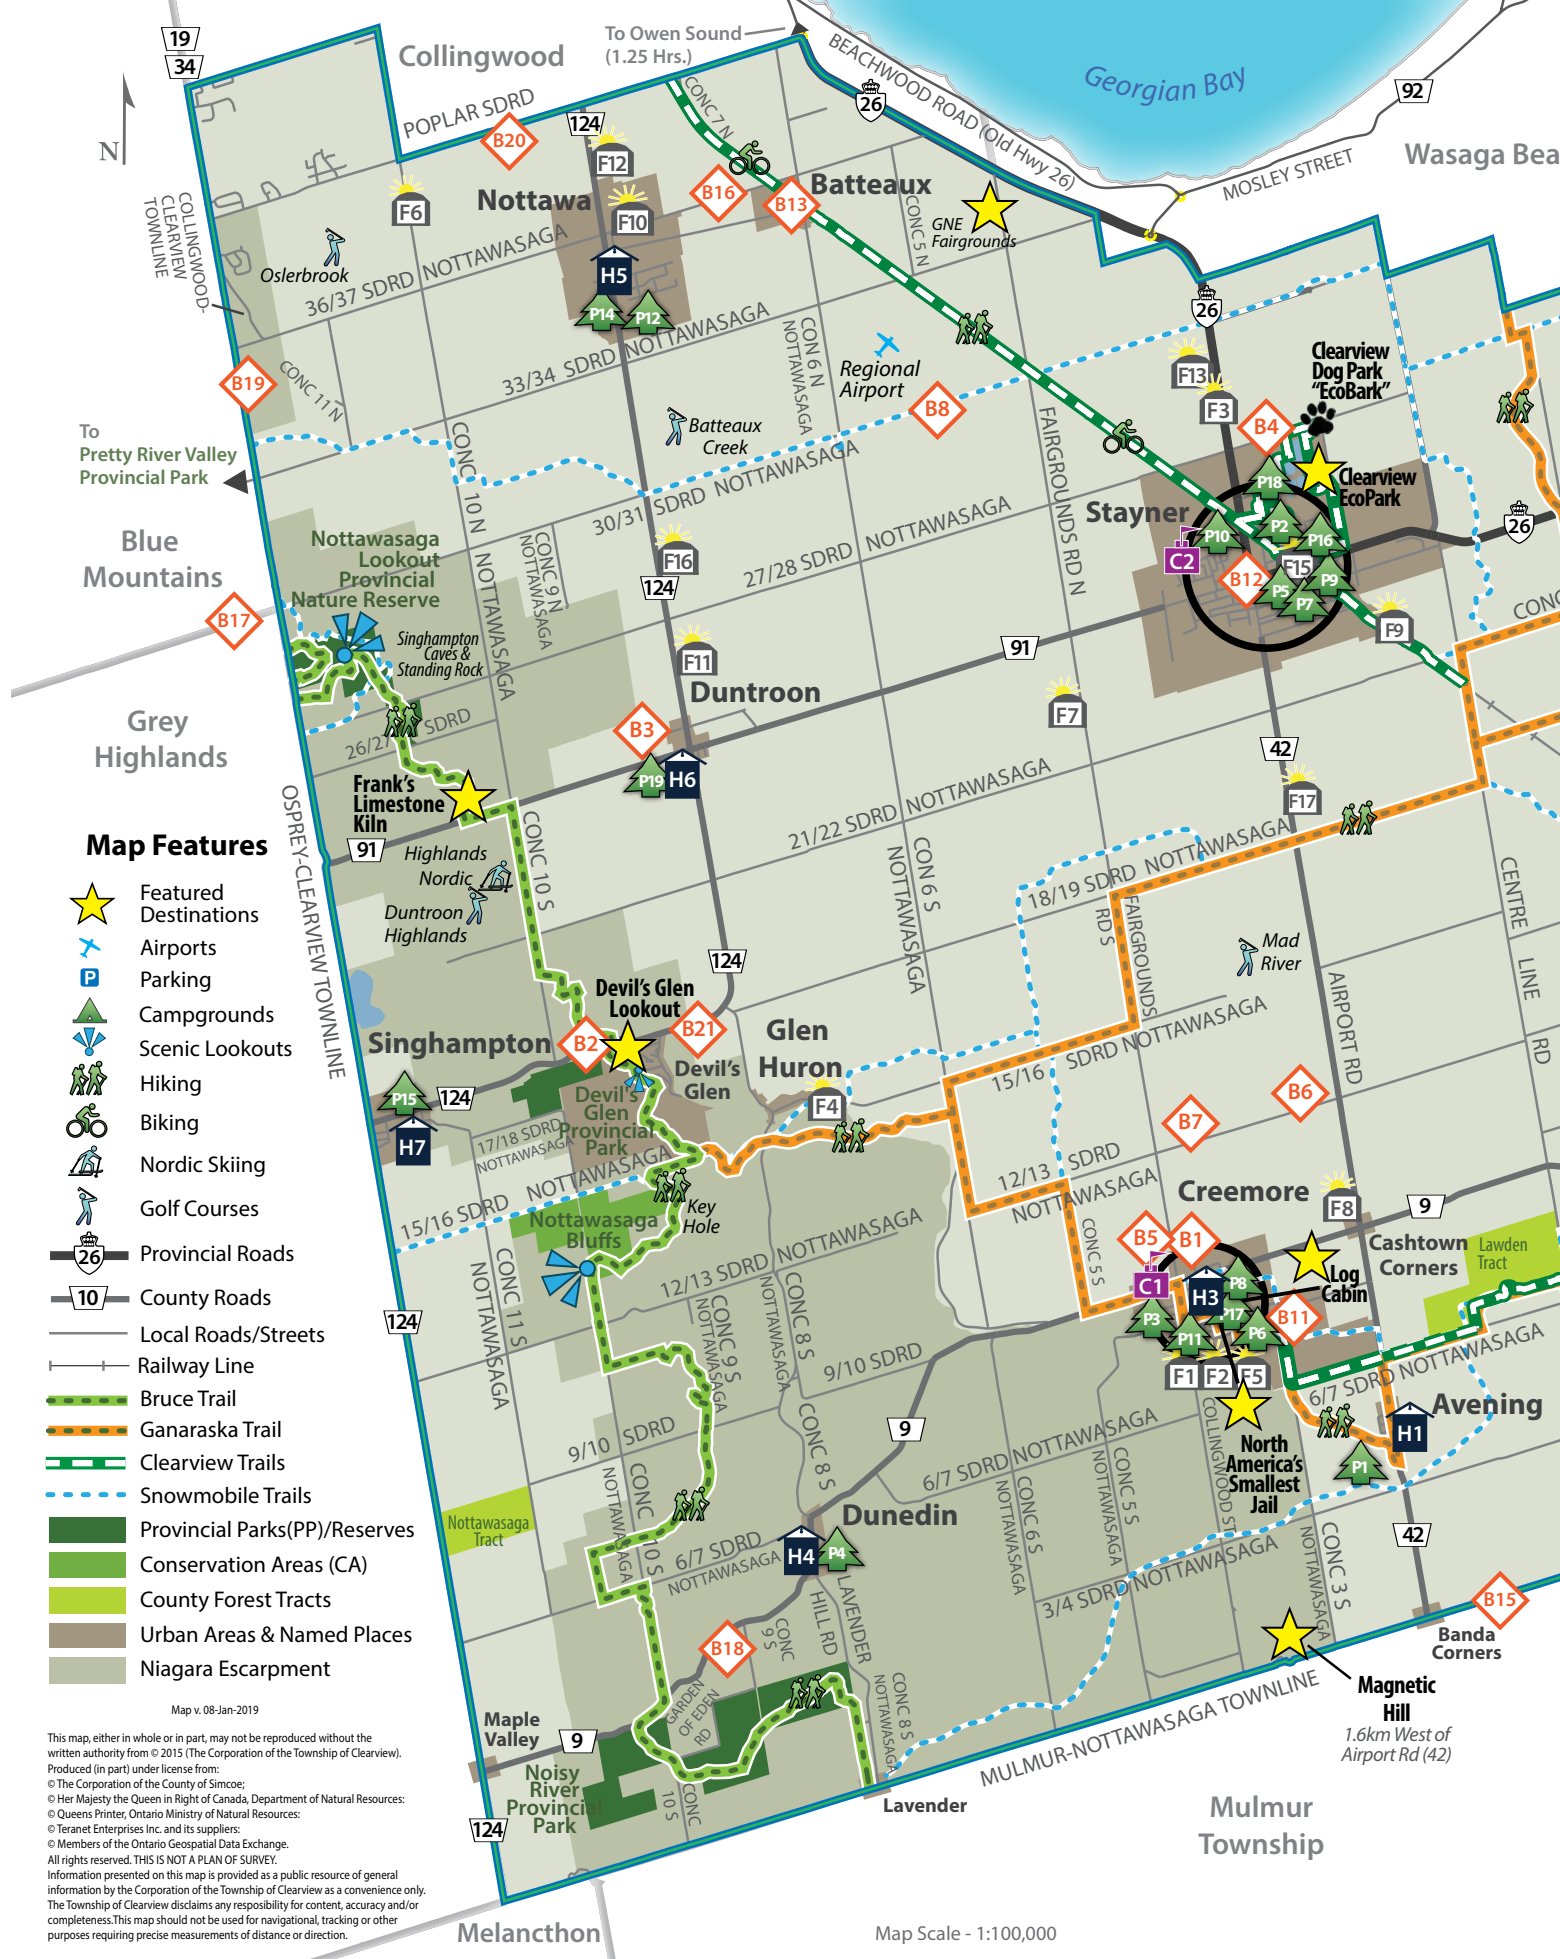 19
34
Collingwood
To Owen Sound
(1.25 Hrs.)
BEACHWOOD ROAD (Old Hwy 26)
26
Georgian Bay
92
Wasaga Bea
MOSLEY STREET
N
POPLAR SDRD
B20
124
F12
CONC 7 N
B16
B13
Batteaux
CONC 5 N
GNE
Fairgrounds
COLLINGWOOD-
CLEARVIEW
TOWNLINE
F6
Nottawa
F10
Oslerbrook
36/37 SDRD NOTTAWASAGA
H5
P14
P12
33/34 SDRD NOTTAWASAGA
CON 6 N
NOTTAWASAGA
Regional
Airport
26
F13
F3
Clearview
Dog Park
"EcoBark"
B19
CONC 11 N
B8
B4
To
Pretty River Valley
Provincial Park
Batteaux
Creek
CONC 10 N NOTTAWASAGA
30/31 SDRD NOTTAWASAGA
FAIRGROUNDS RD N
Clearview
EcoPark
P18
Stayner
P10
P2
P16
C2
F15
B12
P5
P9
P7
26
Blue
Mountains
Nottawasaga
Lookout
Provincial
Nature Reserve
CONC 9 N
NOTTAWASAGA
F16
124
27/28 SDRD NOTTAWASAGA
B17
Singhampton
Caves &
Standing Rock
F11
91
F9
CONC
Duntroon
F7
Grey
Highlands
26/27 SDRD
B3
P19
H6
42
F17
Frank's
Limestone
Kiln
91
OSPREY-CLEARVIEW TOWNLINE
CONC 10 S
21/22 SDRD NOTTAWASAGA
CON 6 S
NOTTAWASAGA
18/19 SDRD NOTTAWASAGA
Highlands
Nordic
Duntroon
Highlands
FAIRGROUNDS
RD S
Mad
River
CENTRE LINE RD
AIRPORT RD
Map Features
Featured
Destinations
Airports
P
Parking
Campgrounds
Scenic Lookouts
Hiking
Biking
Nordic Skiing
Golf Courses
26
Provincial Roads
10
County Roads
Local Roads/Streets
Railway Line
Bruce Trail
Ganaraska Trail
Clearview Trails
Snowmobile Trails
Provincial Parks(PP)/Reserves
Conservation Areas (CA)
County Forest Tracts
Urban Areas & Named Places
Niagara Escarpment
124
Devil's Glen
Lookout
Singhampton
B2
B21
Devil's
Glen
Glen
Huron
F4
15/16 SDRD NOTTAWASAGA
P15
124
H7
17/18 SDRD
NOTTAWASAGA
Devil's
Glen
Provincial
Park
15/16 SDRD NOTTAWASAGA
B6
B7
12/13 SDRD
NOTTAWASAGA
Key
Hole
Nottawasaga
Bluffs
CONC 11 S
NOTTAWASAGA
12/13 SDRD NOTTAWASAGA
CONC 5 S
Creemore
F8
9
Cashtown
Corners
Lawden
Tract
B5
B1
C1
H3
P8
P17
P3
P11
P6
B11
Log
Cabin
F1
F2
F5
124
CONC 9 S
NOTTAWASAGA
CONC 8 S
NOTTAWASAGA
9/10 SDRD
9
CONC 8 S
6/7 SDRD NOTTAWASAGA
Avening
H1
P1
North
America's
Smallest
Jail
COLLINGWOOD ST
9/10 SDRD
CONC 10 S
NOTTAWASAGA
6/7 SDRD NOTTAWASAGA
CONC 5 S
NOTTAWASAGA
CONC 6 S
NOTTAWASAGA
Nottawasaga
Tract
Dunedin
H4
P4
6/7 SDRD
NOTTAWASAGA
3/4 SDRD NOTTAWASAGA
CONC 3 S
NOTTAWASAGA
42
B15
Banda
Corners
B18
CONC
9 S
HILL RD
LAVENDER
CONC 8 S
NOTTAWASAGA
GARDEN
OF EDEN
RD
Magnetic
Hill
1.6km West of
Airport Rd (42)
MULMUR-NOTTAWASAGA TOWNLINE
Maple
Valley
9
Noisy
River
Provincial
Park
CONC
10 S
Lavender
124
Mulmur
Township
Melancthon
Map Scale - 1:100,000
Map v. 08-Jan-2019
This map, either in whole or in part, may not be reproduced without the
written authority from © 2015 (The Corporation of the Township of Clearview).
Produced (in part) under license from:
© The Corporation of the County of Simcoe;
© Her Majesty the Queen in Right of Canada, Department of Natural Resources:
© Queens Printer, Ontario Ministry of Natural Resources:
© Teranet Enterprises Inc. and its suppliers:
© Members of the Ontario Geospatial Data Exchange.
All rights reserved. THIS IS NOT A PLAN OF SURVEY.
Information presented on this map is provided as a public resource of general
information by the Corporation of the Township of Clearview as a convenience only.
The Township of Clearview disclaims any resposibility for content, accuracy and/or
completeness.This map should not be used for navigational, tracking or other
purposes requiring precise measurements of distance or direction.